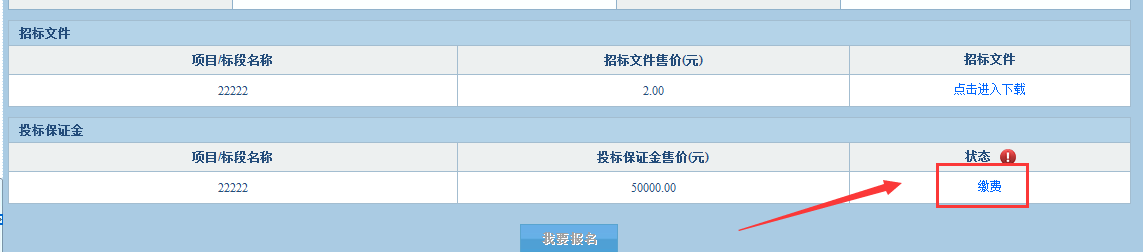 招标文件
项目/标段名称 招标文件售价(元) 招标文件
22222 2.00 点击进入下载
投标保证金
项目/标段名称 投标保证金售价(元) 状态
22222 50000.00 缴费
我要报名